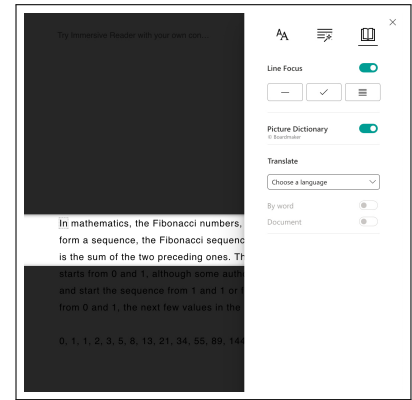 Try Immersive Reader with your own con...
In mathematics, the Fibonacci numbers,
form a sequence, the Fibonacci sequenc
is the sum of the two preceding ones. Th
starts from 0 and 1, although some autho
and start the sequence from 1 and 1 or f
from 0 and 1, the next few values in the
0, 1, 1, 2, 3, 5, 8, 13, 21, 34, 55, 89, 144
AA
Line Focus
Picture Dictionary
© Boardmaker
Translate
Choose a language
By word
Document